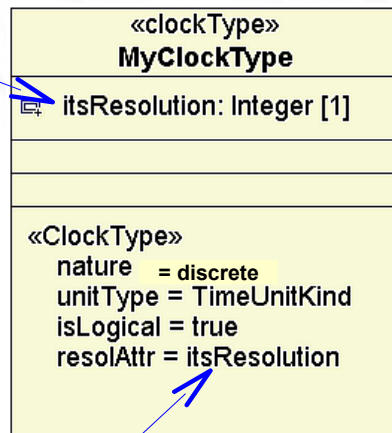 «clockType»
MyClockType
itsResolution: Integer [1]
«ClockType»
nature = discrete
unitType = TimeUnitKind
isLogical = true
resolAttr = itsResolution